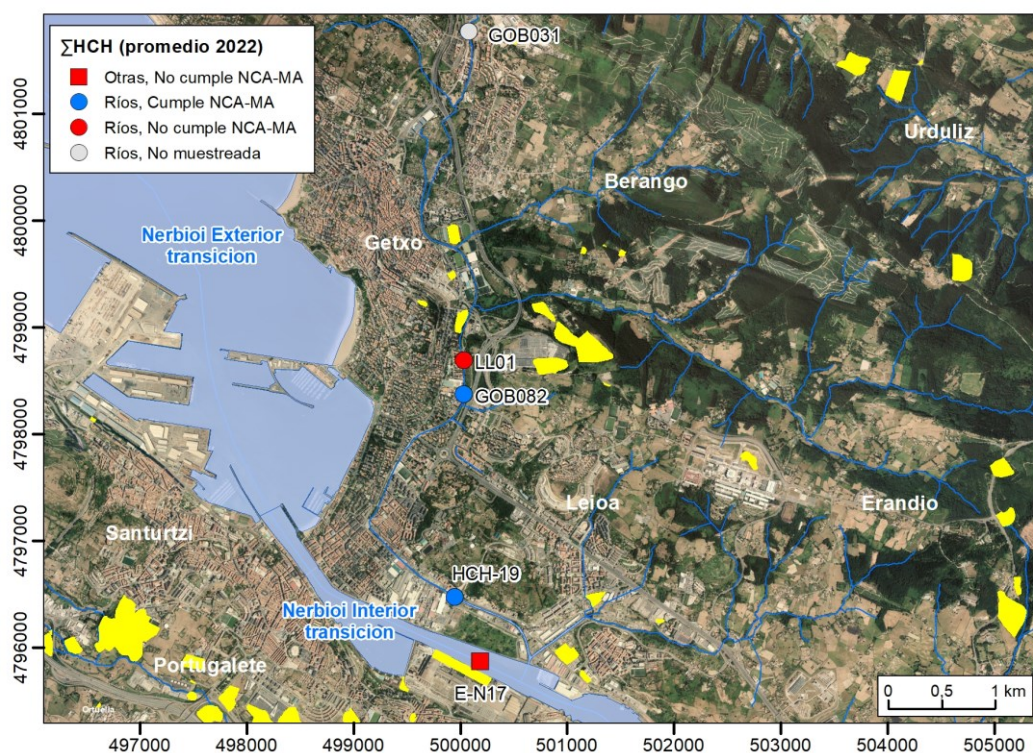 ∑HCH (promedio 2022)
Otras, No cumple NCA-MA
Ríos, Cumple NCA-MA
Ríos, No cumple NCA-MA
Ríos, No muestreada
GOB031
Urduliz
Berango
Getxo
Nerbioi Exterior
transicion
LL01
GOB082
Leioa
Erandio
Santurtzi
HCH-19
Nerbioi Interior
transicion
Portugalete
E-N17
Ortuella
0 0,5 1 km
4801000
4800000
4799000
4798000
4797000
4796000
497000 498000 499000 500000 501000 502000 503000 504000 505000